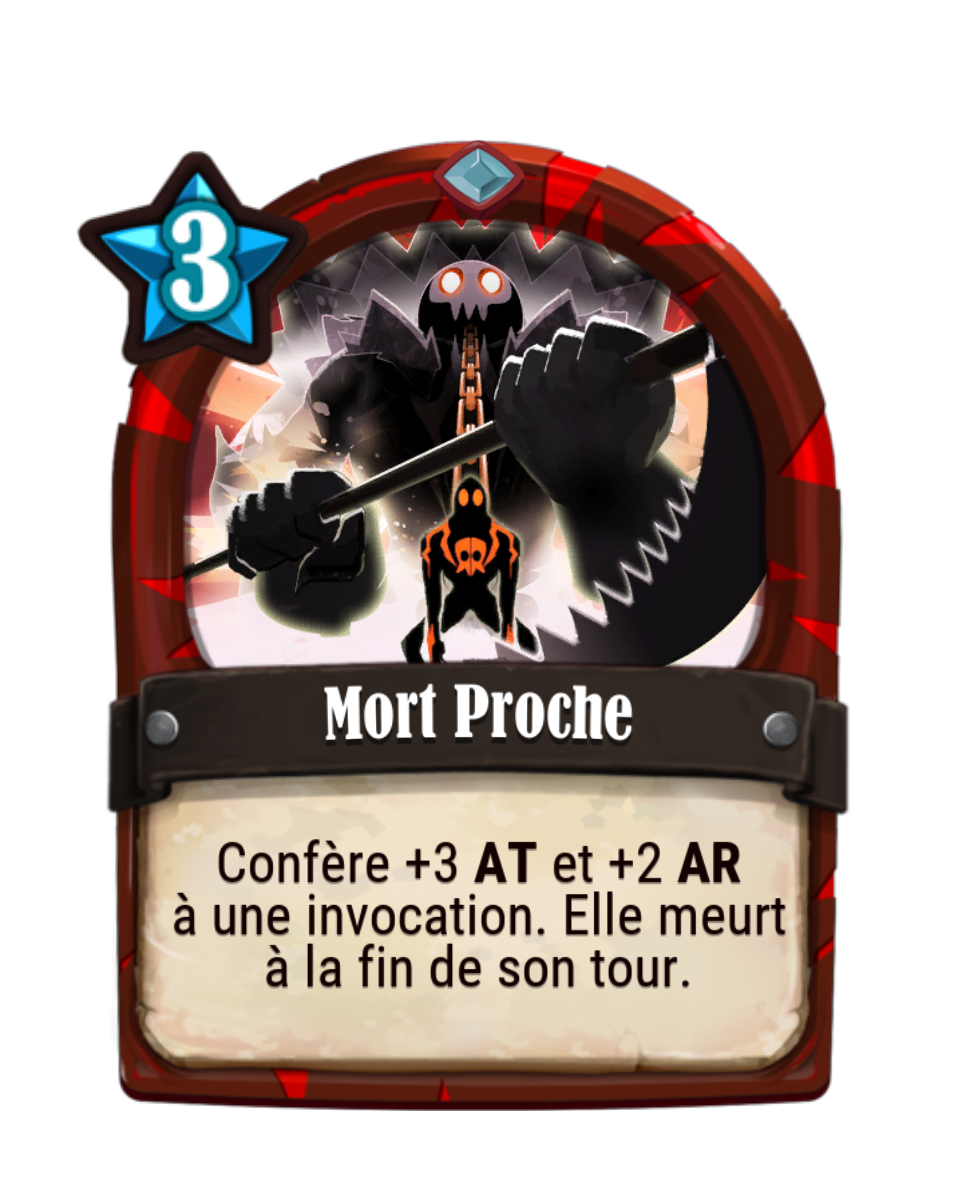 3
Mort Proche
Confère +3 AT et +2 AR
à une invocation. Elle meurt
à la fin de son tour.